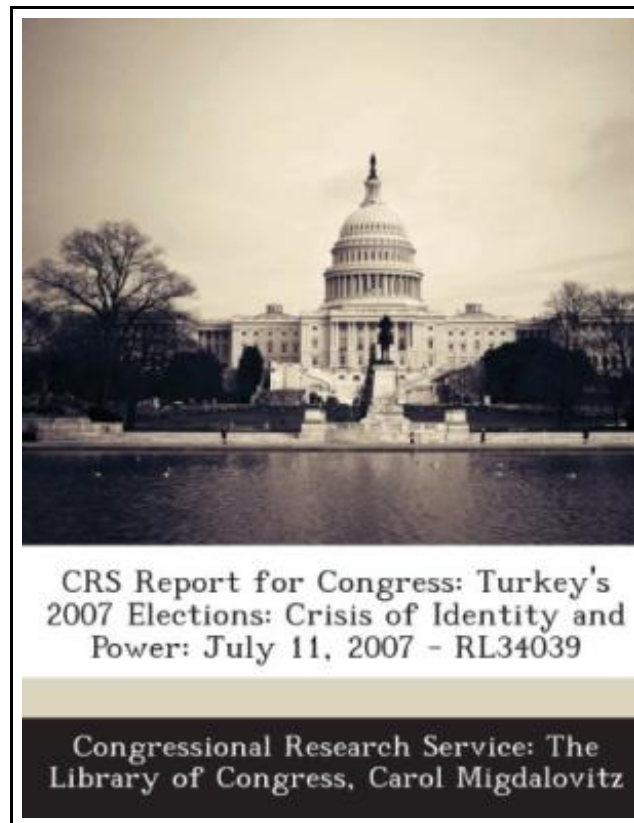 CRS Report for Congress: Turkey's
2007 Elections: Crisis of Identity and
Power: July 11, 2007 - RL34039
Congressional Research Service: The
Library of Congress, Carol Migdalovitz